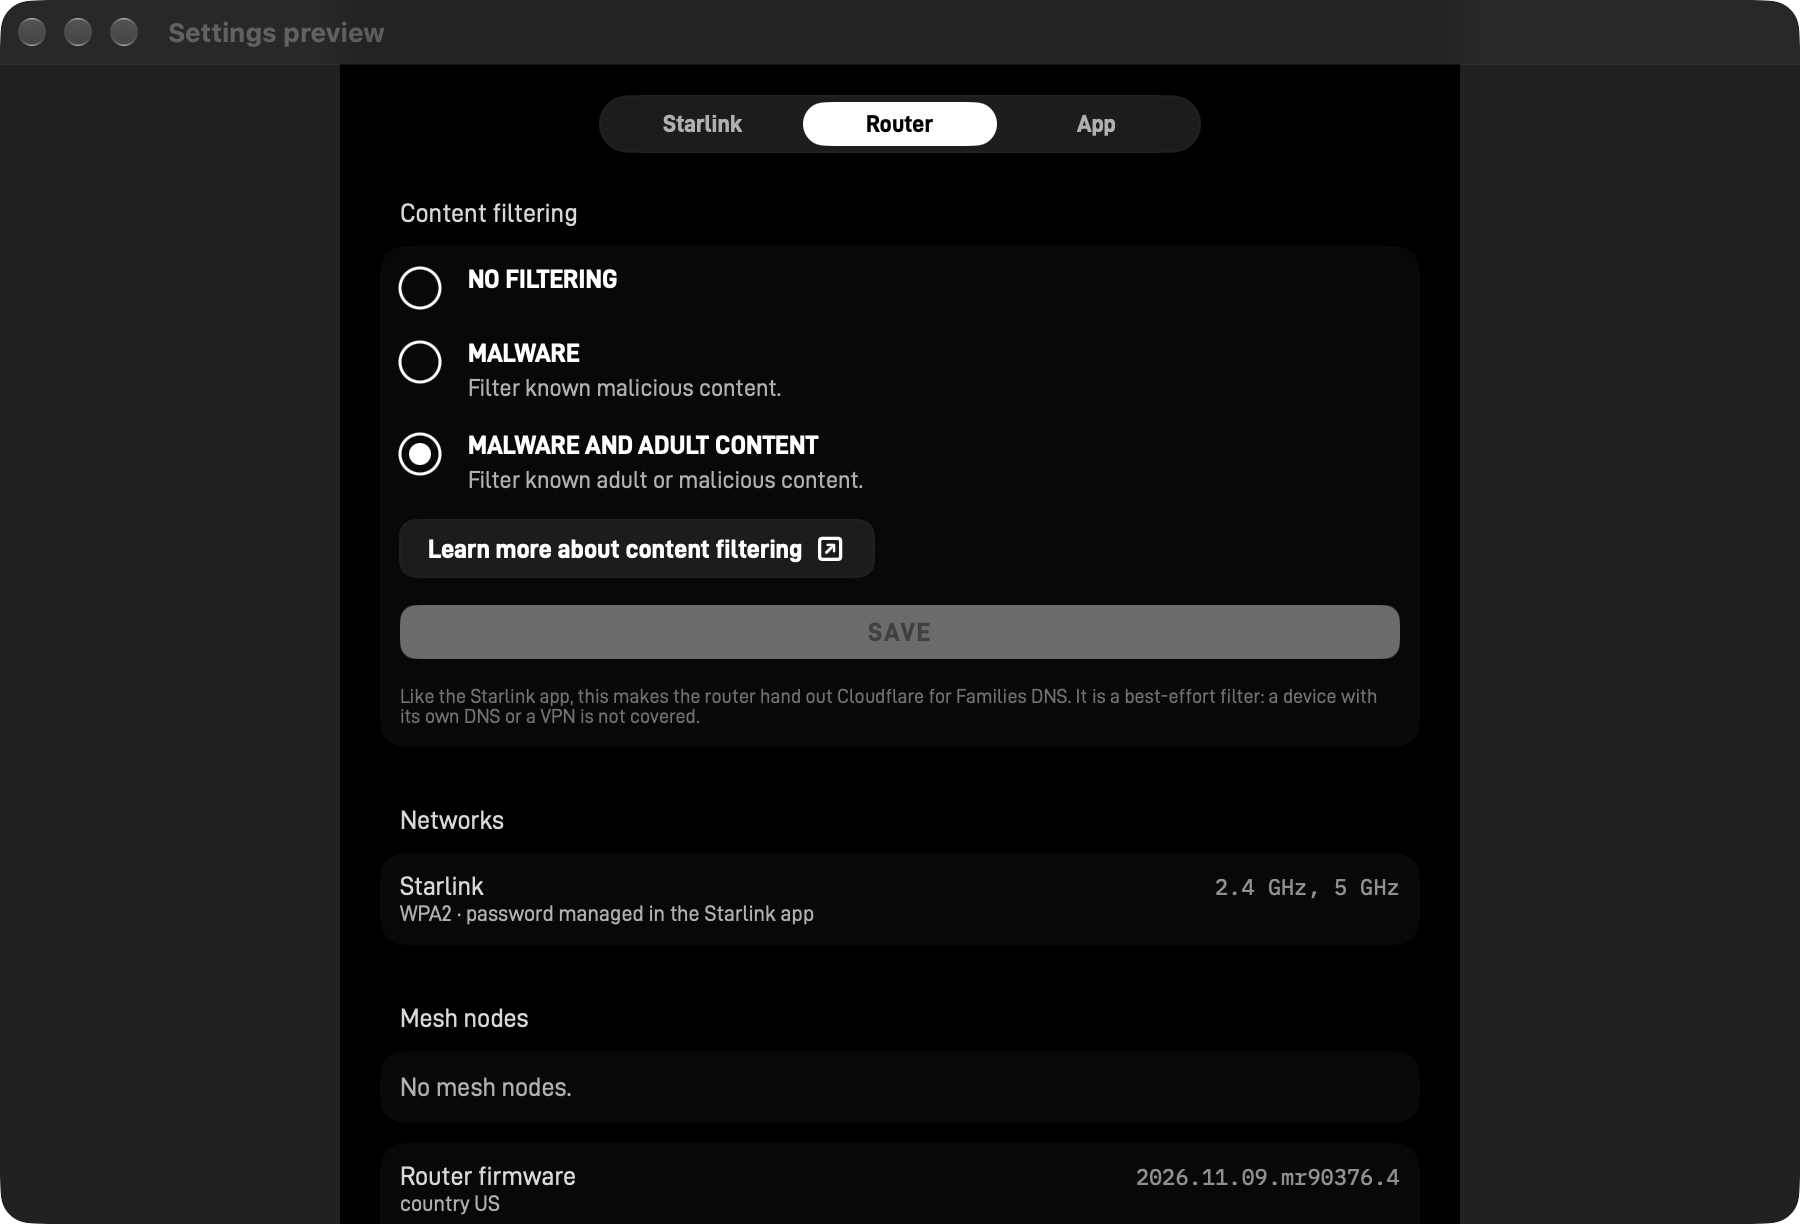 Settings preview
Starlink
Router
App
Content filtering
NO FILTERING
MALWARE
Filter known malicious content.
MALWARE AND ADULT CONTENT
Filter known adult or malicious content.
Learn more about content filtering
SAVE
Like the Starlink app, this makes the router hand out Cloudflare for Families DNS. It is a best-effort filter: a device with
its own DNS or a VPN is not covered.
Networks
Starlink
2.4 GHz, 5 GHz
WPA2 · password managed in the Starlink app
Mesh nodes
No mesh nodes.
Router firmware
2026.11.09.mr90376.4
country US